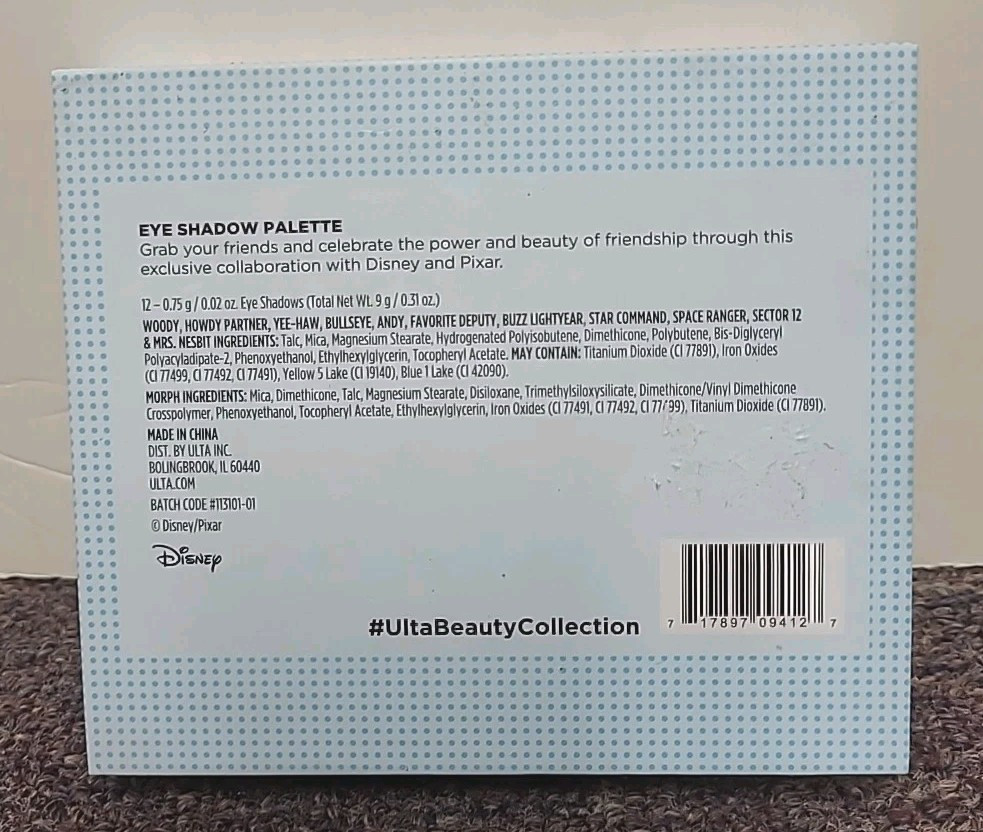 EYE SHADOW PALETTE
Grab your friends and celebrate the power and beauty of friendship through this
exclusive collaboration with Disney and Pixar.
12 – 0.75 g / 0.02 oz. Eye Shadows (Total Net Wt. 9 g / 0.31 oz.)
WOODY, HOWDY PARTNER, YEE-HAW, BULLSEYE, ANDY, FAVORITE DEPUTY, BUZZ LIGHTYEAR, STAR COMMAND, SPACE RANGER, SECTOR 12
& MRS. NESBIT INGREDIENTS: Talc, Mica, Magnesium Stearate, Hydrogenated Polyisobutene, Dimethicone, Polybutene, Bis-Diglyceryl
Polyacyladipate-2, Phenoxyethanol, Ethylhexylglycerin, Tocopheryl Acetate. MAY CONTAIN: Titanium Dioxide (CI 77891), Iron Oxides
(CI 77499, CI 77492, CI 77491), Yellow 5 Lake (CI 19140), Blue 1 Lake (CI 42090).
MORPH INGREDIENTS: Mica, Dimethicone, Talc, Magnesium Stearate, Disiloxane, Trimethylsiloxysilicate, Dimethicone/Vinyl Dimethicone
Crosspolymer, Phenoxyethanol, Tocopheryl Acetate, Ethylhexylglycerin, Iron Oxides (CI 77491, CI 77492, CI 77499), Titanium Dioxide (CI 77891).
MADE IN CHINA
DIST. BY ULTA INC.
BOLINGBROOK, IL 60440
ULTA.COM
BATCH CODE #113101-01
© Disney/Pixar
Disney
#UltaBeautyCollection
7 17897 09412 7